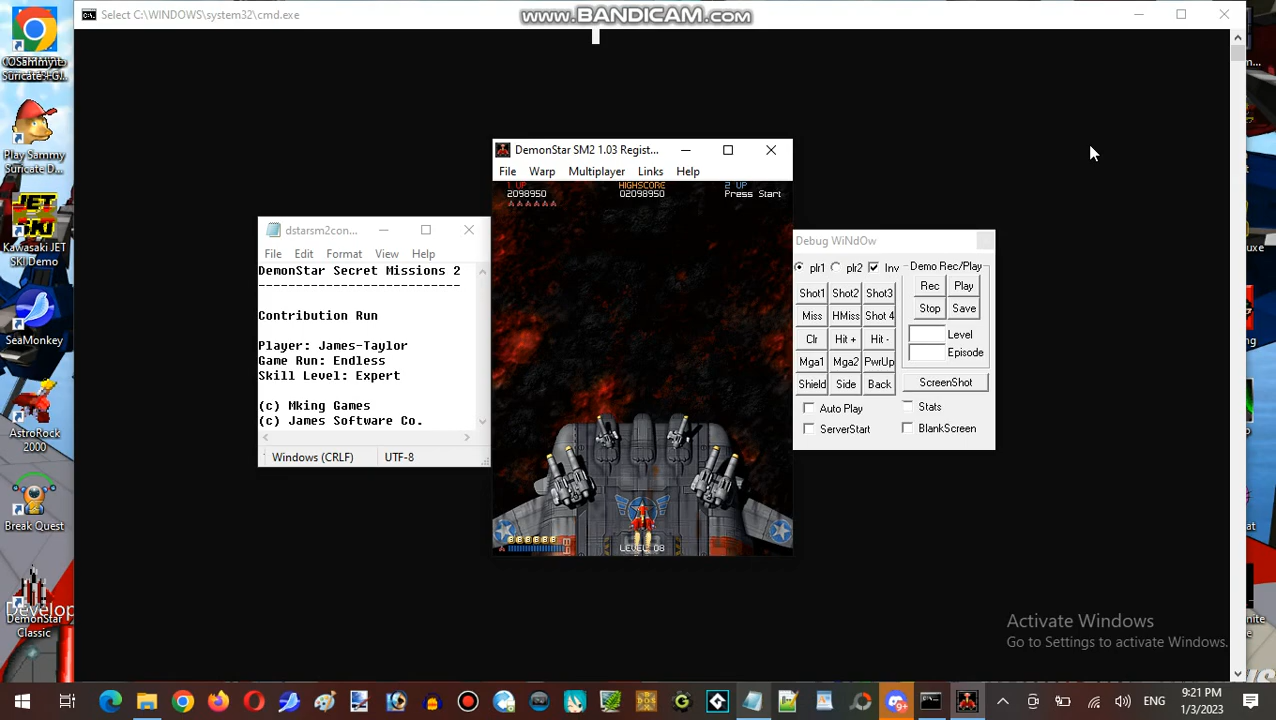 Select C:\WINDOWS\system32\cmd.exe
www.BANDICAM.com
Play Sammy
Suricate D...
Kawasaki JET
SKI Demo
SeaMonkey
AstroRock
2000
Break Quest
DemonStar
Classic
dstarsm2con...
File Edit Format View Help
DemonStar Secret Missions 2
---------------------------
Contribution Run
Player: James-Taylor
Game Run: Endless
Skill Level: Expert
(c) Mking Games
(c) James Software Co.
Windows (CRLF) UTF-8
DemonStar SM2 1.03 Regist...
File Warp Multiplayer Links Help
1 UP HIGHSCORE 2 UP
2098950 02098950 Press Start
LEVEL 08
Debug WiNdOw
plr1 plr2 Inv Demo Rec/Play
Shot1 Shot2 Shot3 Rec Play
Miss HMiss Shot 4 Stop Save
Clr Hit + Hit - Level
Mga1 Mga2 PwrUp Episode
Shield Side Back ScreenShot
Auto Play Stats
ServerStart BlankScreen
Activate Windows
Go to Settings to activate Windows.
9+
ENG
9:21 PM
1/3/2023